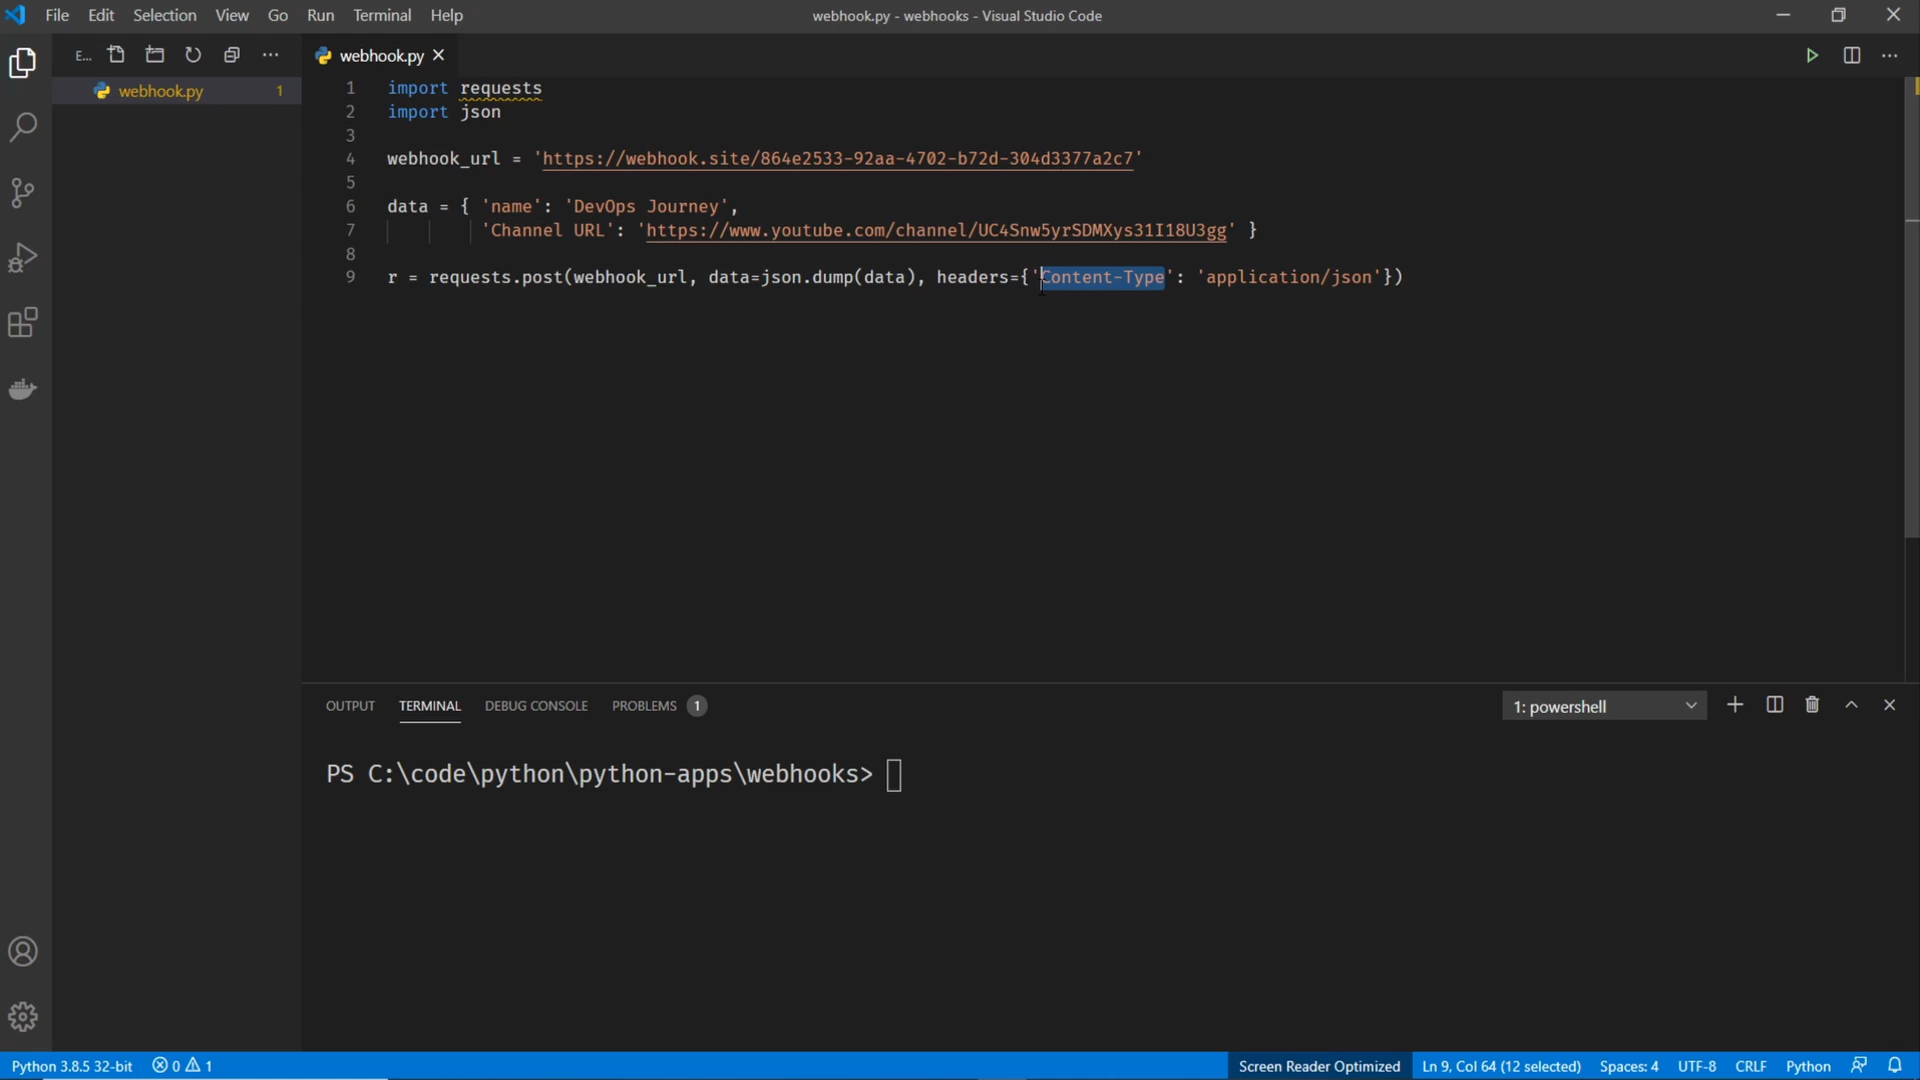 File Edit Selection View Go Run Terminal Help
webhook.py - webhooks - Visual Studio Code
E... ...
webhook.py 1
webhook.py
1 import requests
2 import json
3
4 webhook_url = 'https://webhook.site/864e2533-92aa-4702-b72d-304d3377a2c7'
5
6 data = { 'name': 'DevOps Journey',
7 'Channel URL': 'https://www.youtube.com/channel/UC4Snw5yrSDMXys31I18U3gg' }
8
9 r = requests.post(webhook_url, data=json.dump(data), headers={'Content-Type': 'application/json'})
OUTPUT TERMINAL DEBUG CONSOLE PROBLEMS 1
1: powershell
PS C:\code\python\python-apps\webhooks>
Python 3.8.5 32-bit 0 1 Screen Reader Optimized Ln 9, Col 64 (12 selected) Spaces: 4 UTF-8 CRLF Python